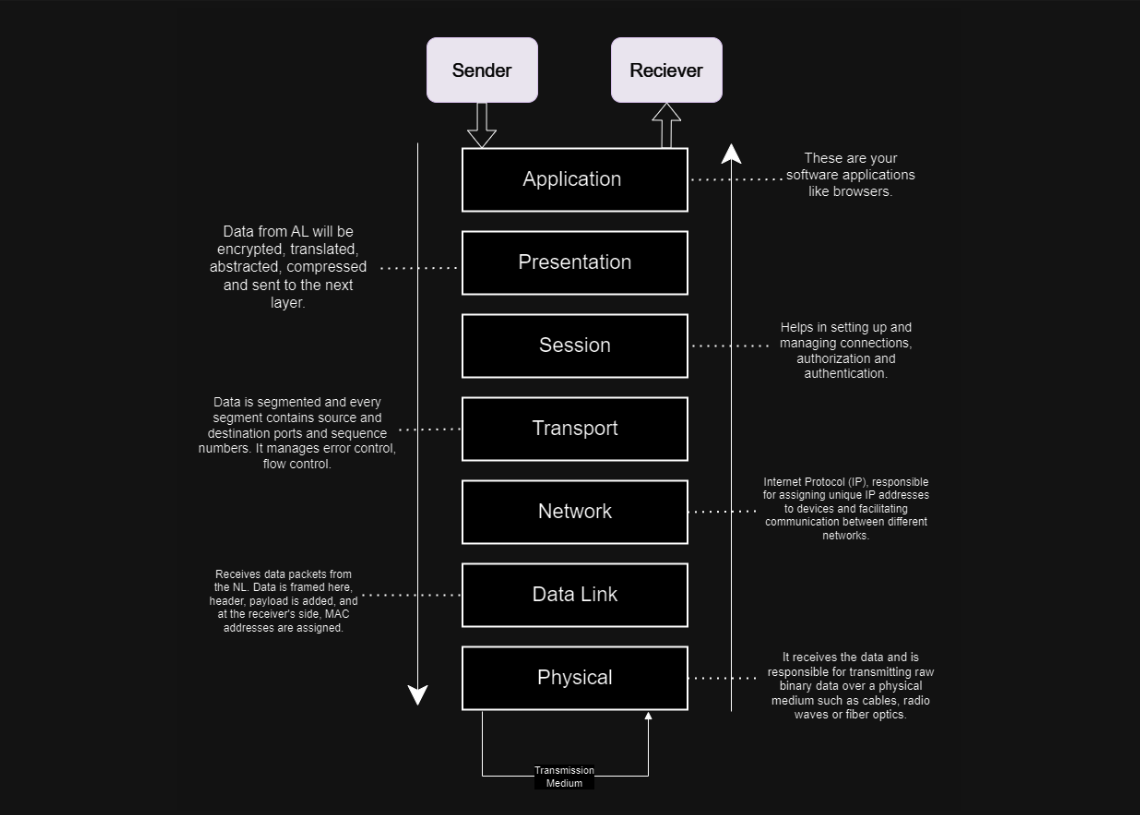 Sender
Reciever
Application
These are your
software applications
like browsers.
Data from AL will be
encrypted, translated,
abstracted, compressed
and sent to the next
layer.
Presentation
Session
Helps in setting up and
managing connections,
authorization and
authentication.
Data is segmented and every
segment contains source and
destination ports and sequence
numbers. It manages error control,
flow control.
Transport
Network
Internet Protocol (IP), responsible
for assigning unique IP addresses
to devices and facilitating
communication between different
networks.
Receives data packets from
the NL. Data is framed here,
header, payload is added, and
at the receiver's side, MAC
addresses are assigned.
Data Link
Physical
It receives the data and is
responsible for transmitting raw
binary data over a physical
medium such as cables, radio
waves or fiber optics.
Transmission
Medium